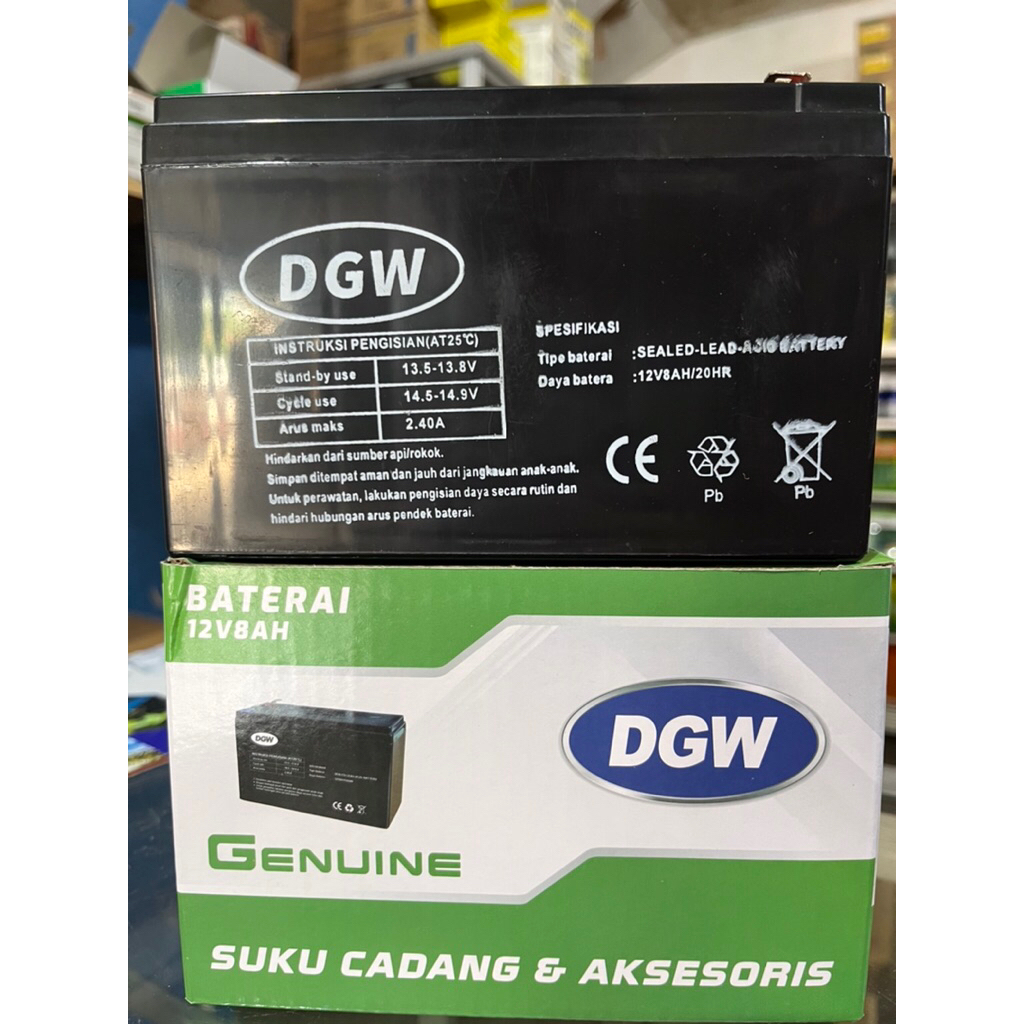 DGW
INSTRUKSI PENGISIAN(AT25℃)
Stand-by use 13.5-13.8V
Cycle use 14.5-14.9V
Arus maks 2.40A
Hindarkan dari sumber api/rokok.
Simpan ditempat aman dan jauh dari jangkauan anak-anak.
Untuk perawatan, lakukan pengisian daya secara rutin dan
hindari hubungan arus pendek baterai.
SPESIFIKASI
Tipe baterai :SEALED-LEAD-ACID BATTERY
Daya batera :12V8AH/20HR
CE
Pb
Pb
BATERAI
12V8AH
DGW
DGW
GENUINE
SUKU CADANG & AKSESORIS